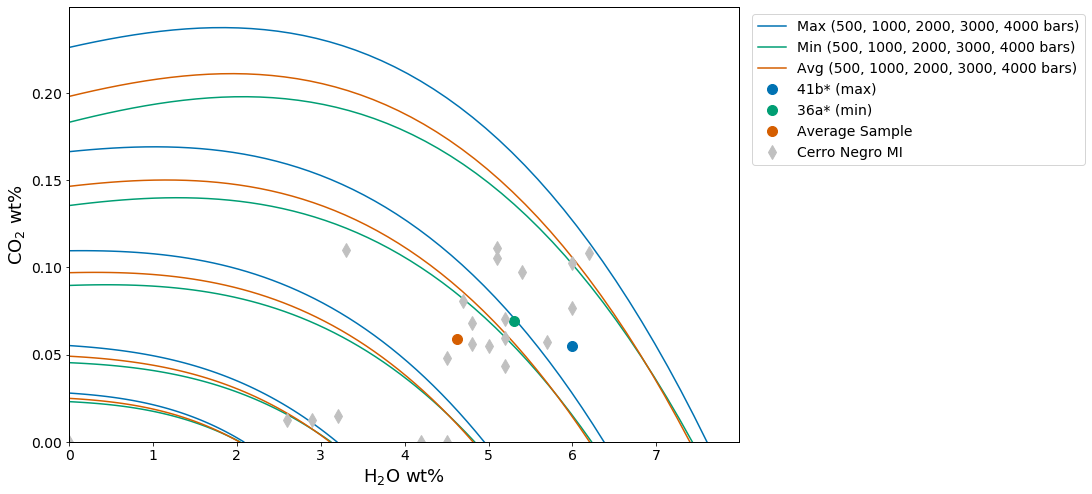 Max (500, 1000, 2000, 3000, 4000 bars)
Min (500, 1000, 2000, 3000, 4000 bars)
Avg (500, 1000, 2000, 3000, 4000 bars)
41b* (max)
36a* (min)
Average Sample
Cerro Negro MI
CO₂ wt%
0.20
0.15
0.10
0.05
0.00
0 1 2 3 4 5 6 7
H₂O wt%